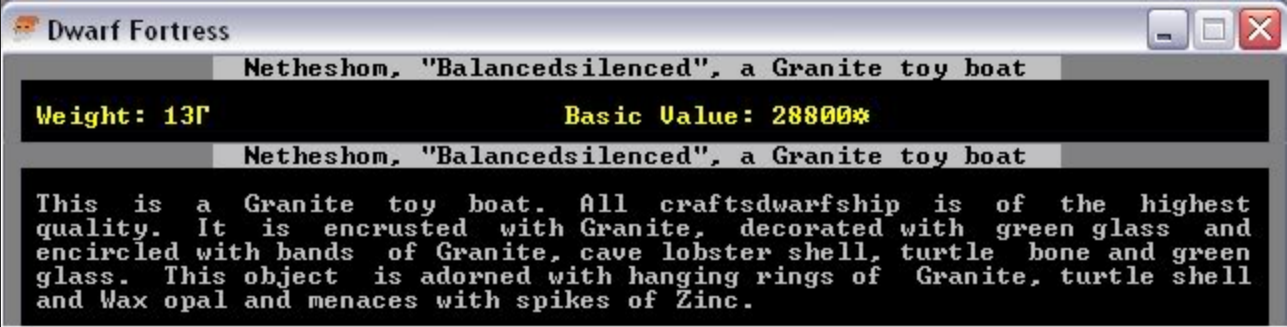 Dwarf Fortress
Netheshom, "Balancedsilenced", a Granite toy boat
Weight: 13Γ Basic Value: 28800☼
Netheshom, "Balancedsilenced", a Granite toy boat
This is a Granite toy boat. All craftsdwarfship is of the highest
quality. It is encrusted with Granite, decorated with green glass and
encircled with bands of Granite, cave lobster shell, turtle bone and green
glass. This object is adorned with hanging rings of Granite, turtle shell
and Wax opal and menaces with spikes of Zinc.